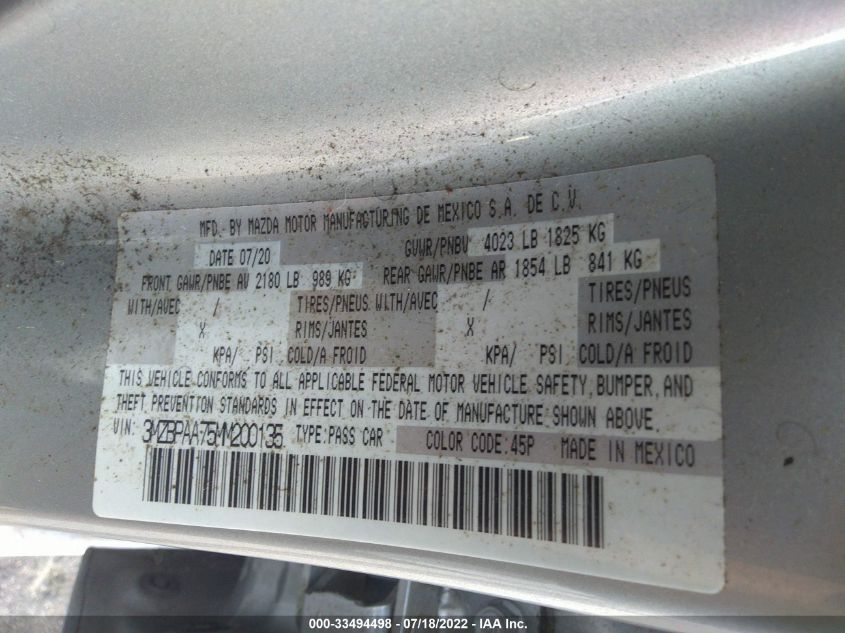 MFD.- BY MAZDA MOTOR MANUFACTURING DE MEXICO S.A. DE C.V.
DATE 07/20 GVWR/PNBV 4023 LB 1825 KG
FRONT GAWR/PNBE AV 2180 LB 989 KG REAR GAWR/PNBE AR 1854 LB 841 KG
WITH/AVEC / TIRES/PNEUS WITH/AVEC / TIRES/PNEUS
X RIMS/JANTES X RIMS/JANTES
KPA/ PSI COLD/A FROID KPA/ PSI COLD/A FROID
THIS VEHICLE CONFORMS TO ALL APPLICABLE FEDERAL MOTOR VEHICLE SAFETY, BUMPER, AND
THEFT PREVENTION STANDARDS IN EFFECT ON THE DATE OF MANUFACTURE SHOWN ABOVE.
VIN: 3MZBPAA75MM200135 TYPE:PASS CAR COLOR CODE:45P MADE IN MEXICO
000-33494498 - 07/18/2022 - IAA Inc.